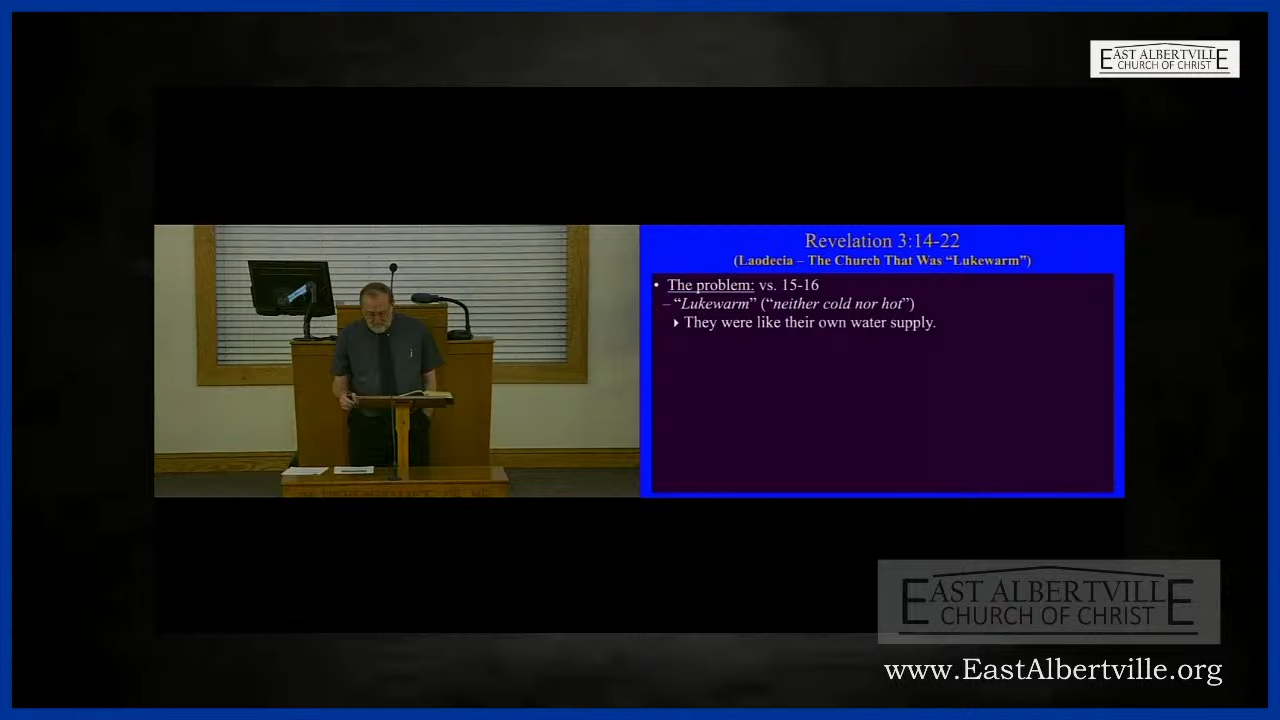 EAST ALBERTVILLE
CHURCH OF CHRIST
Revelation 3:14-22
(Laodecia – The Church That Was “Lukewarm”)
• The problem: vs. 15-16
– “Lukewarm” (“neither cold nor hot”)
They were like their own water supply.
EAST ALBERTVILLE
CHURCH OF CHRIST
www.EastAlbertville.org